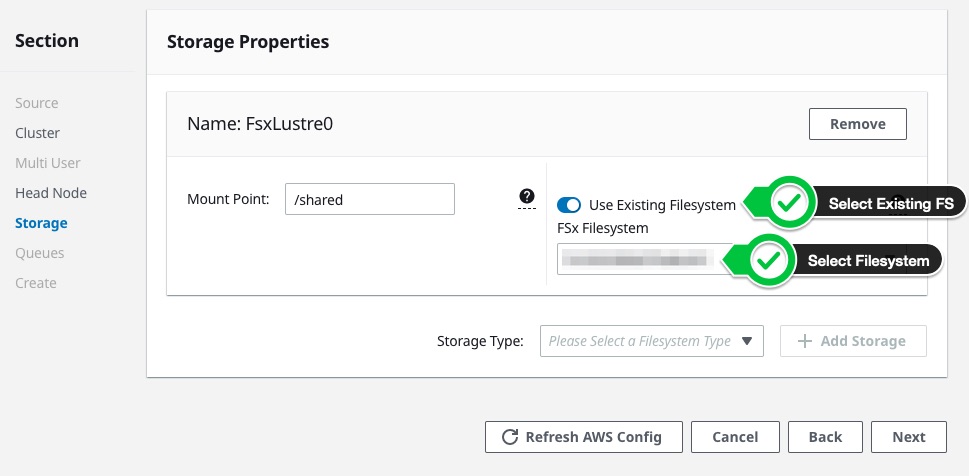 Section
Source
Cluster
Multi User
Head Node
Storage
Queues
Create
Storage Properties
Name: FsxLustre0
Remove
Mount Point:
/shared
?
Use Existing Filesystem
Select Existing FS
FSx Filesystem
Select Filesystem
Storage Type:
Please Select a Filesystem Type
+ Add Storage
Refresh AWS Config
Cancel
Back
Next